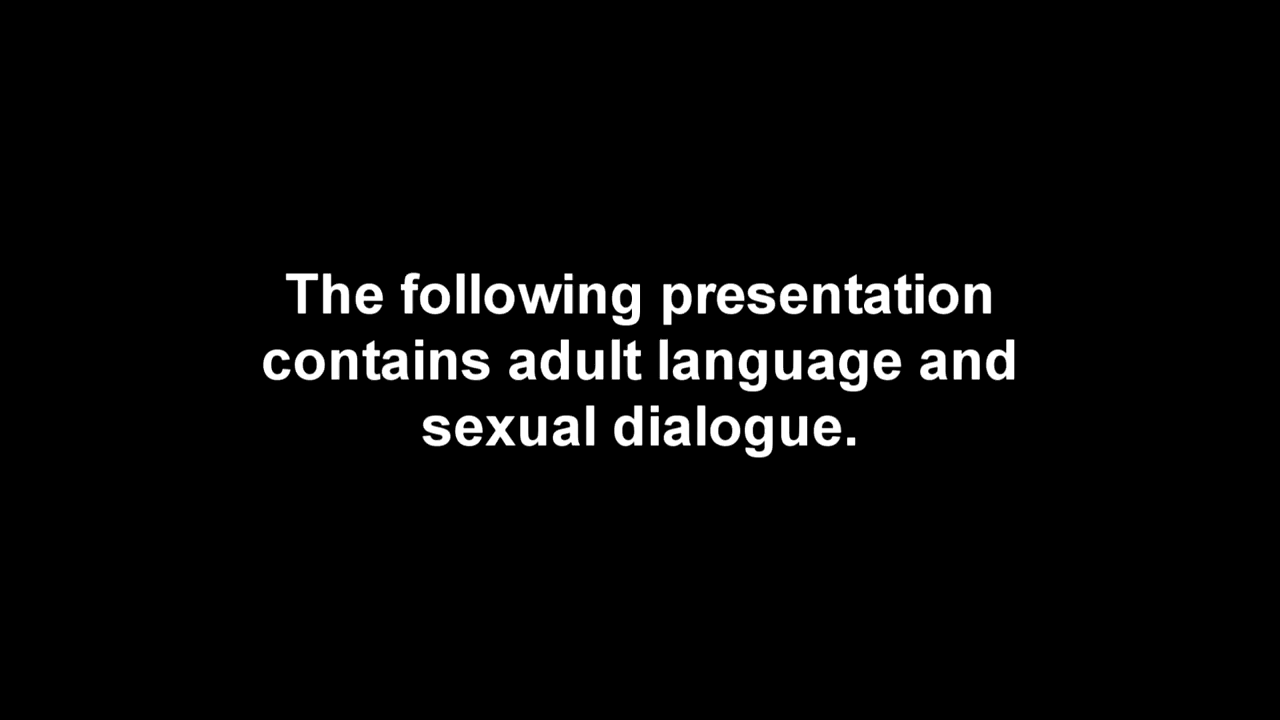 The following presentation
contains adult language and
sexual dialogue.